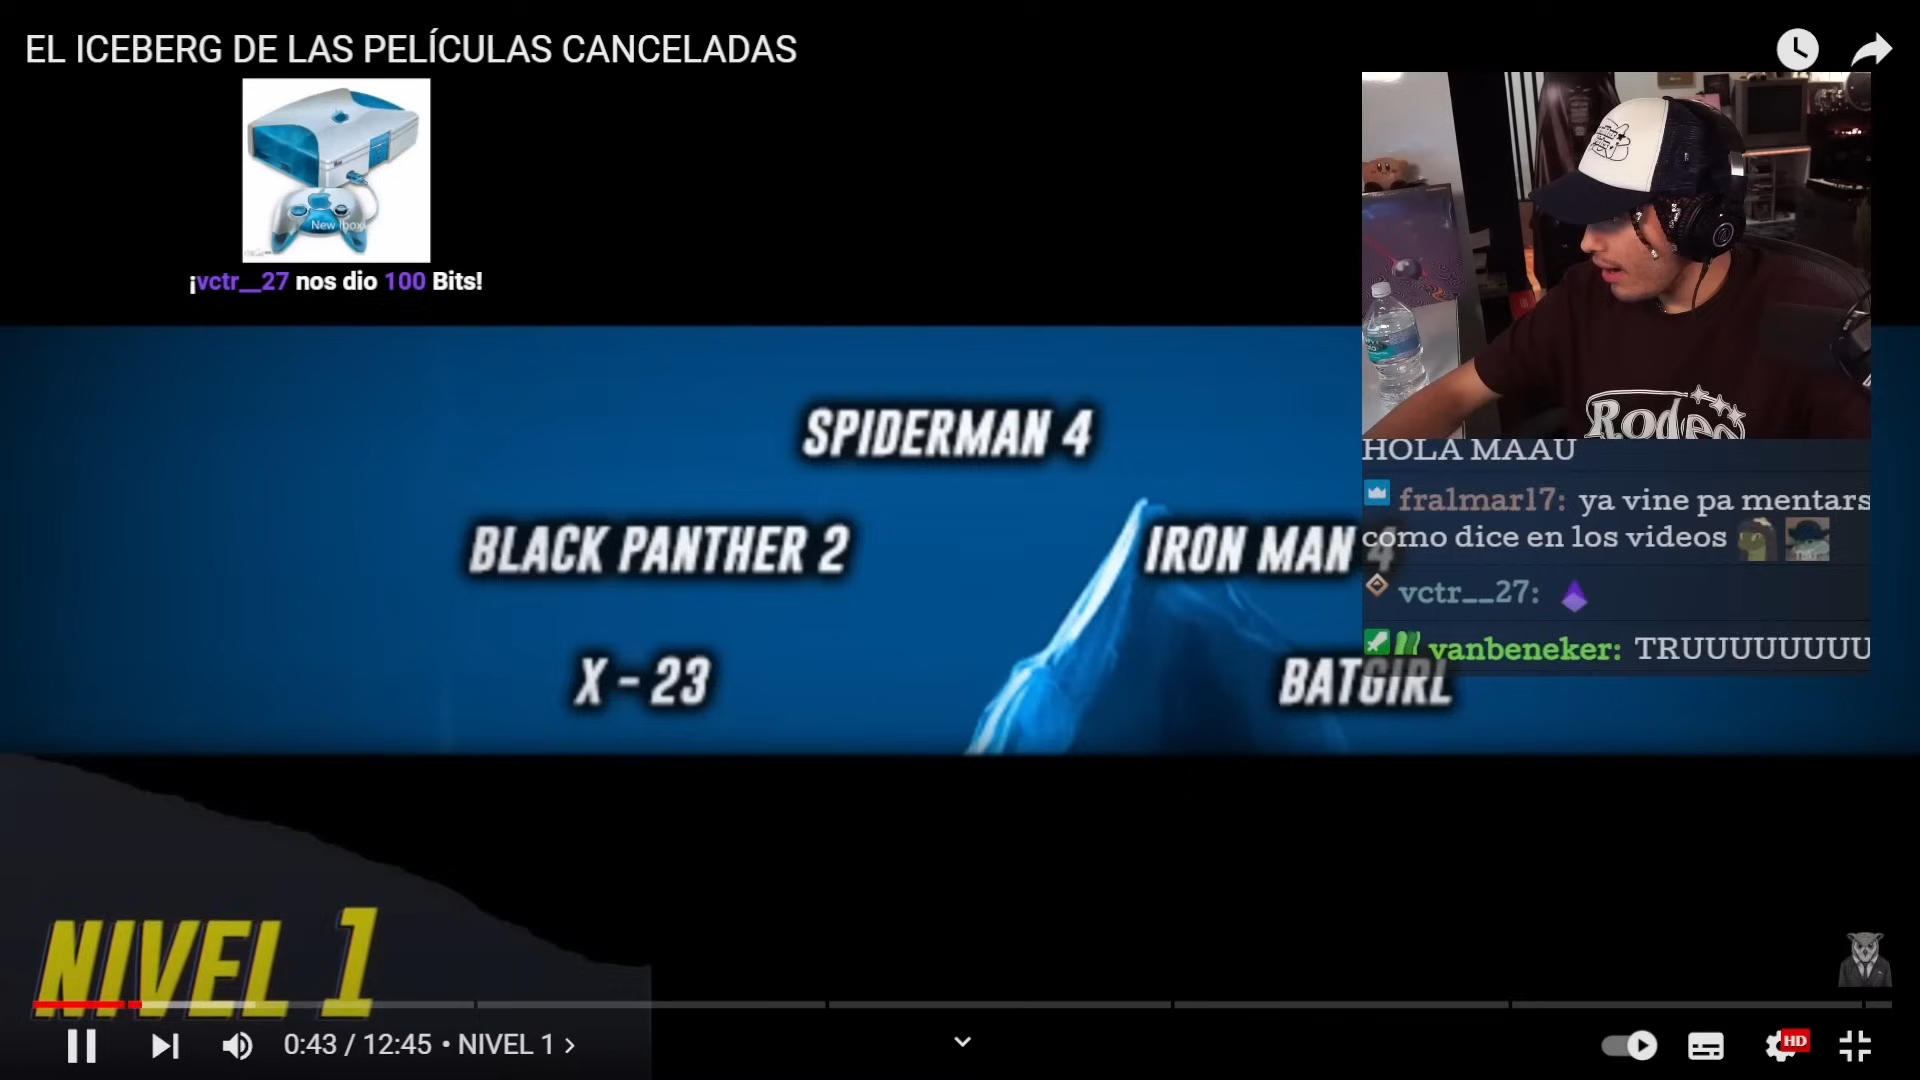 EL ICEBERG DE LAS PELÍCULAS CANCELADAS
New Ibox
¡vctr__27 nos dio 100 Bits!
Rodeo
HOLA MAAU
fralmar17: ya vine pa mentars
como dice en los videos
vctr__27:
vanbeneker: TRUUUUUUUU
SPIDERMAN 4
BLACK PANTHER 2
IRON MAN 4
X - 23
BATGIRL
NIVEL 1
0:43 / 12:45 • NIVEL 1 >
HD